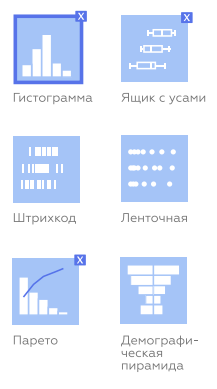 X
X
Гистограмма
Ящик с усами
Штрихкод
Ленточная
X
Парето
Демографи-
ческая
пирамида